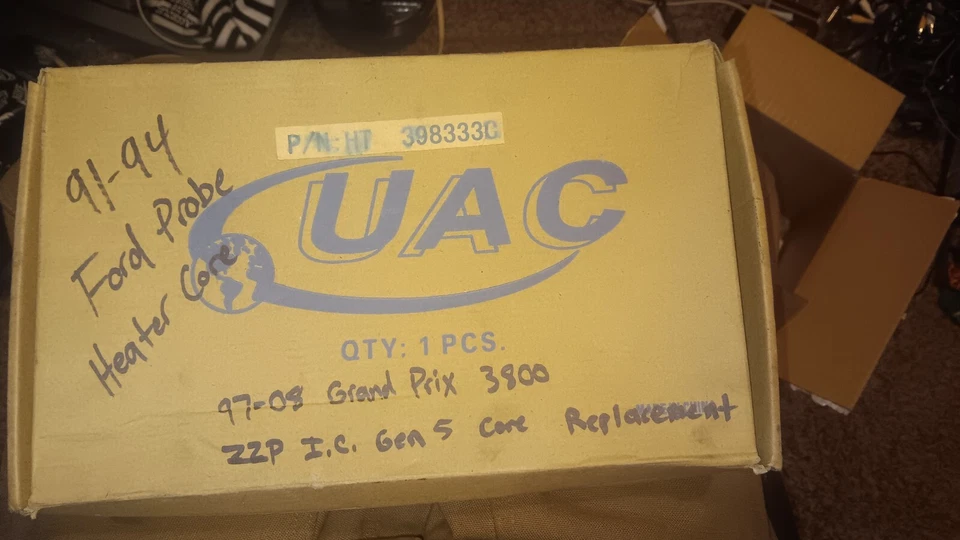 P/N: HT 398333C
UAC
QTY: 1 PCS.
91-94
Ford Probe
Heater Core
97-08 Grand Prix 3800
ZZP I.C. Gen 5 Core Replacement